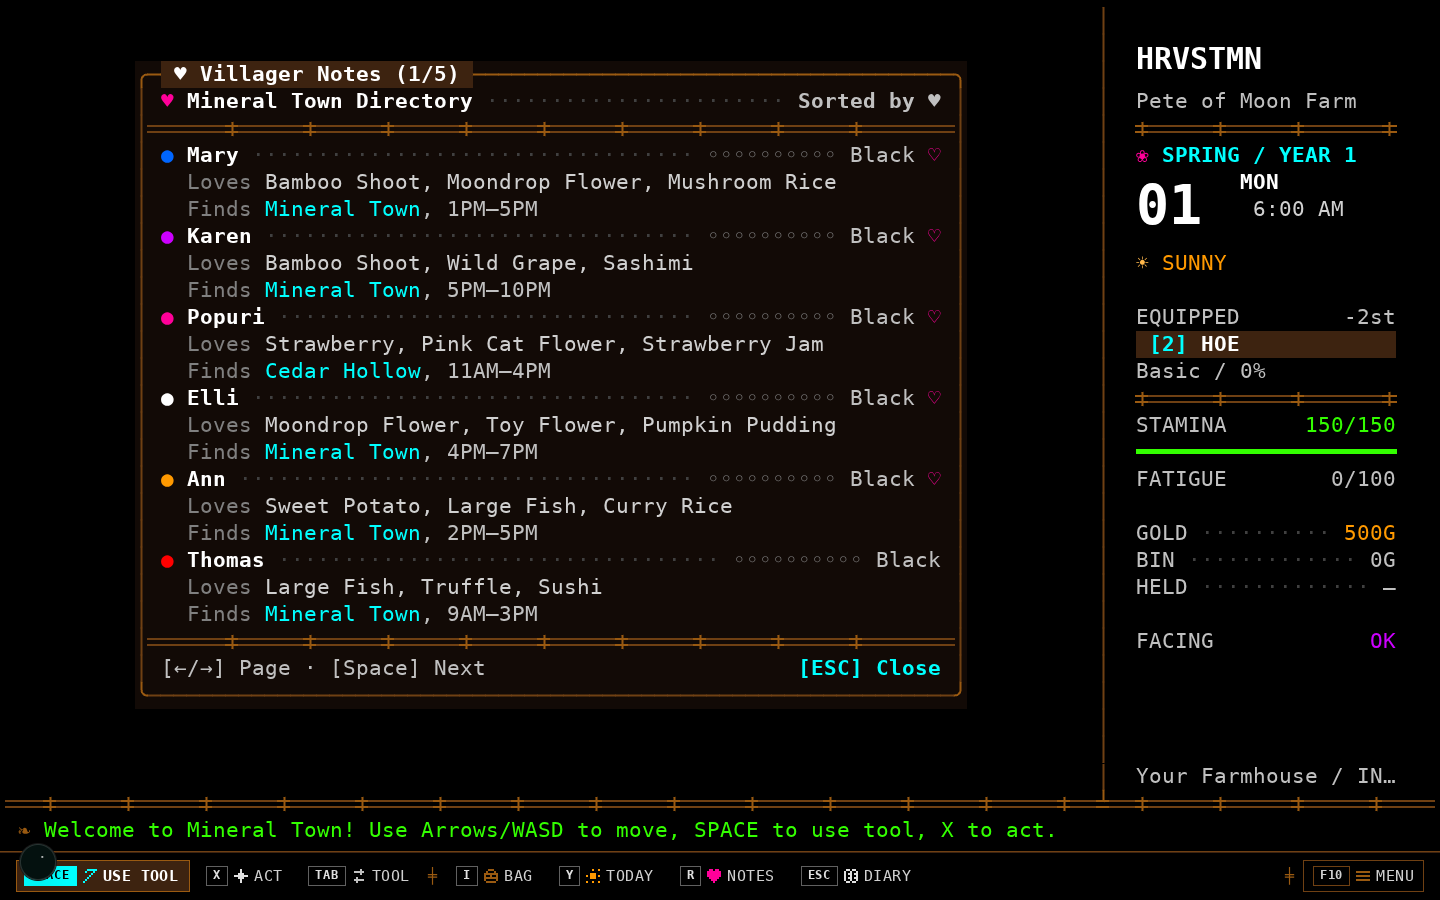 ♥ Villager Notes (1/5)
♥ Mineral Town Directory ······················· Sorted by ♥
● Mary ·································· ○○○○○○○○○○ Black ♡
Loves Bamboo Shoot, Moondrop Flower, Mushroom Rice
Finds Mineral Town, 1PM–5PM
● Karen ································· ○○○○○○○○○○ Black ♡
Loves Bamboo Shoot, Wild Grape, Sashimi
Finds Mineral Town, 5PM–10PM
● Popuri ································ ○○○○○○○○○○ Black ♡
Loves Strawberry, Pink Cat Flower, Strawberry Jam
Finds Cedar Hollow, 11AM–4PM
● Elli ·································· ○○○○○○○○○○ Black ♡
Loves Moondrop Flower, Toy Flower, Pumpkin Pudding
Finds Mineral Town, 4PM–7PM
● Ann ··································· ○○○○○○○○○○ Black ♡
Loves Sweet Potato, Large Fish, Curry Rice
Finds Mineral Town, 2PM–5PM
● Thomas ·································· ○○○○○○○○○○ Black
Loves Large Fish, Truffle, Sushi
Finds Mineral Town, 9AM–3PM
[←/→] Page · [Space] Next [ESC] Close
HRVSTMN
Pete of Moon Farm
❀ SPRING / YEAR 1
01 MON
6:00 AM
☀ SUNNY
EQUIPPED -2st
[2] HOE
Basic / 0%
STAMINA 150/150
FATIGUE 0/100
GOLD ·········· 500G
BIN ············· 0G
HELD ············· –
FACING OK
Your Farmhouse / IN…
❧ Welcome to Mineral Town! Use Arrows/WASD to move, SPACE to use tool, X to act.
USE TOOL X ACT TAB TOOL I BAG Y TODAY R NOTES ESC DIARY F10 MENU